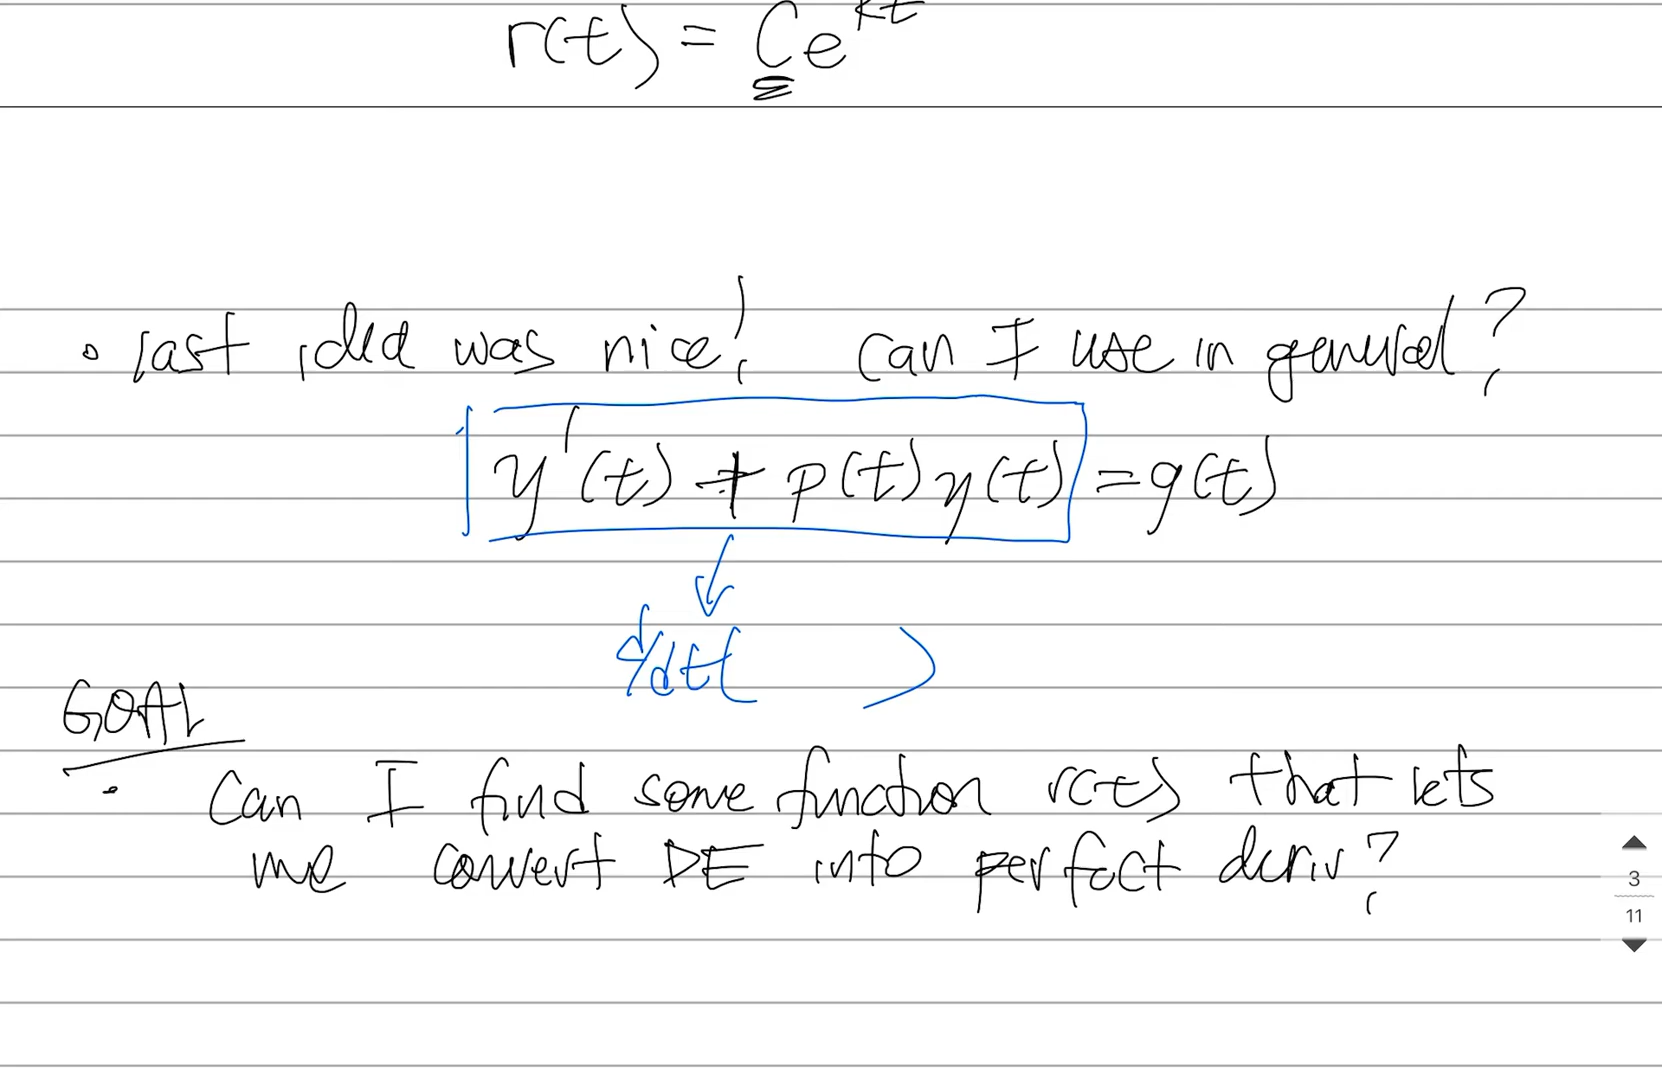 r(t) = Ce^{kt}
• last idea was nice! Can I use in general?
y'(t) + p(t)y(t) = g(t)
d/dt( )
GOAL
• Can I find some function r(t) that lets
me convert DE into perfect deriv?
3
11